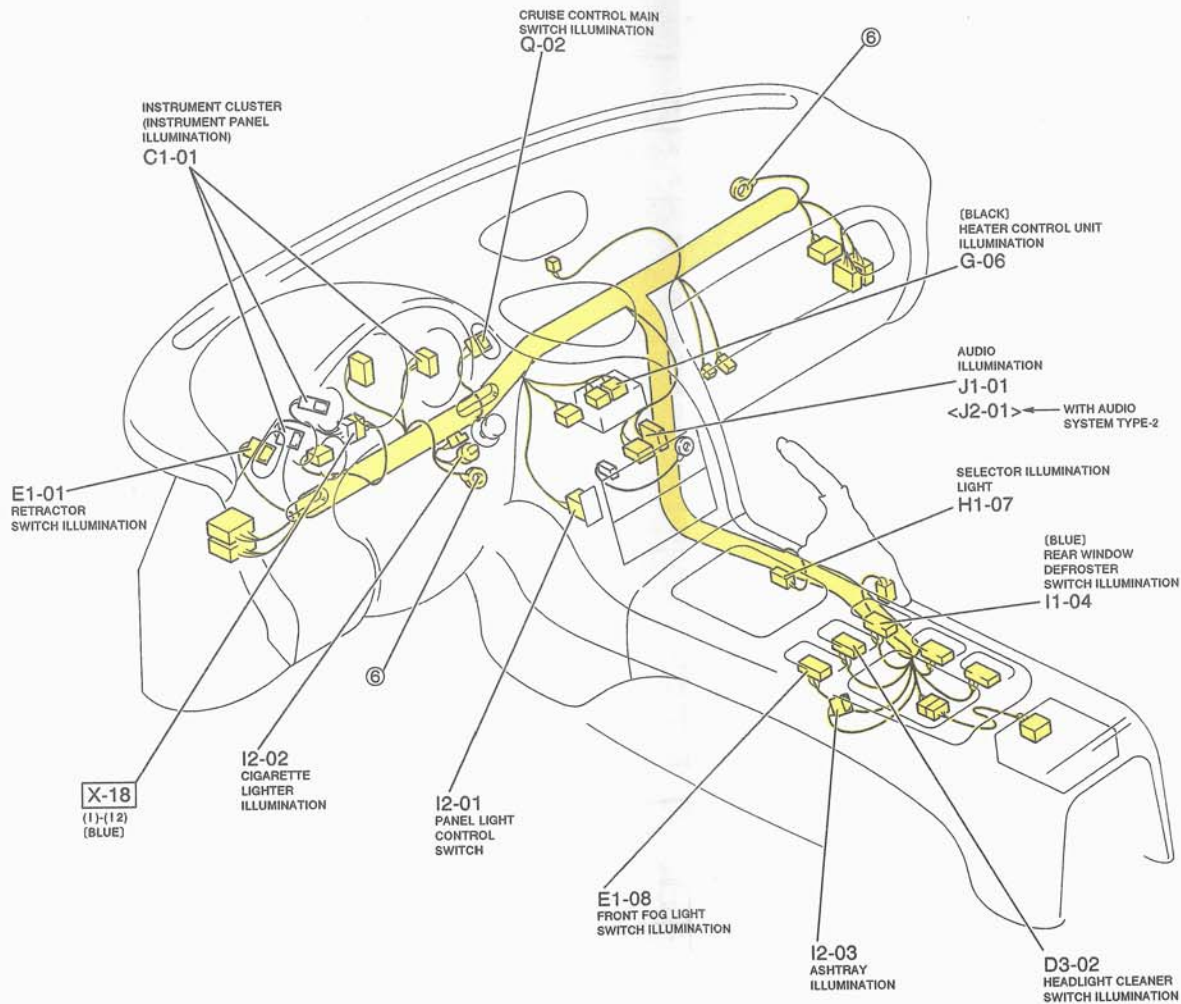 CRUISE CONTROL MAIN
SWITCH ILLUMINATION
Q-02
⑥
INSTRUMENT CLUSTER
(INSTRUMENT PANEL
ILLUMINATION)
C1-01
(BLACK)
HEATER CONTROL UNIT
ILLUMINATION
G-06
AUDIO
ILLUMINATION
J1-01
<J2-01>
WITH AUDIO
SYSTEM TYPE-2
SELECTOR ILLUMINATION
LIGHT
H1-07
E1-01
RETRACTOR
SWITCH ILLUMINATION
(BLUE)
REAR WINDOW
DEFROSTER
SWITCH ILLUMINATION
I1-04
⑥
X-18
(1)-(12)
(BLUE)
I2-02
CIGARETTE
LIGHTER
ILLUMINATION
I2-01
PANEL LIGHT
CONTROL
SWITCH
E1-08
FRONT FOG LIGHT
SWITCH ILLUMINATION
I2-03
ASHTRAY
ILLUMINATION
D3-02
HEADLIGHT CLEANER
SWITCH ILLUMINATION